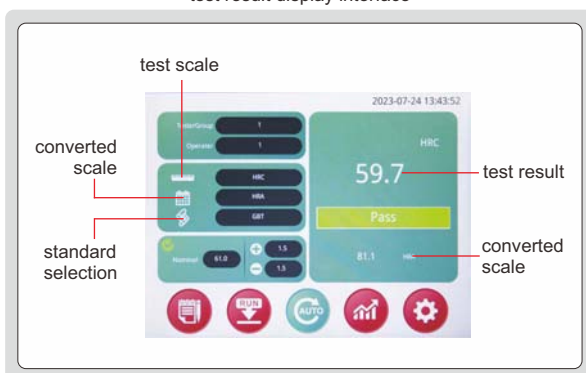 test result display interface
test scale
2023-07-24 13:43:52
TesterGroup 1
Operator 1
HRC
converted
scale
HRC
59.7
test result
HRA
GBT
Pass
standard
selection
Nominal 61.0
1.5
1.5
81.1
converted
scale
RUN
AUTO